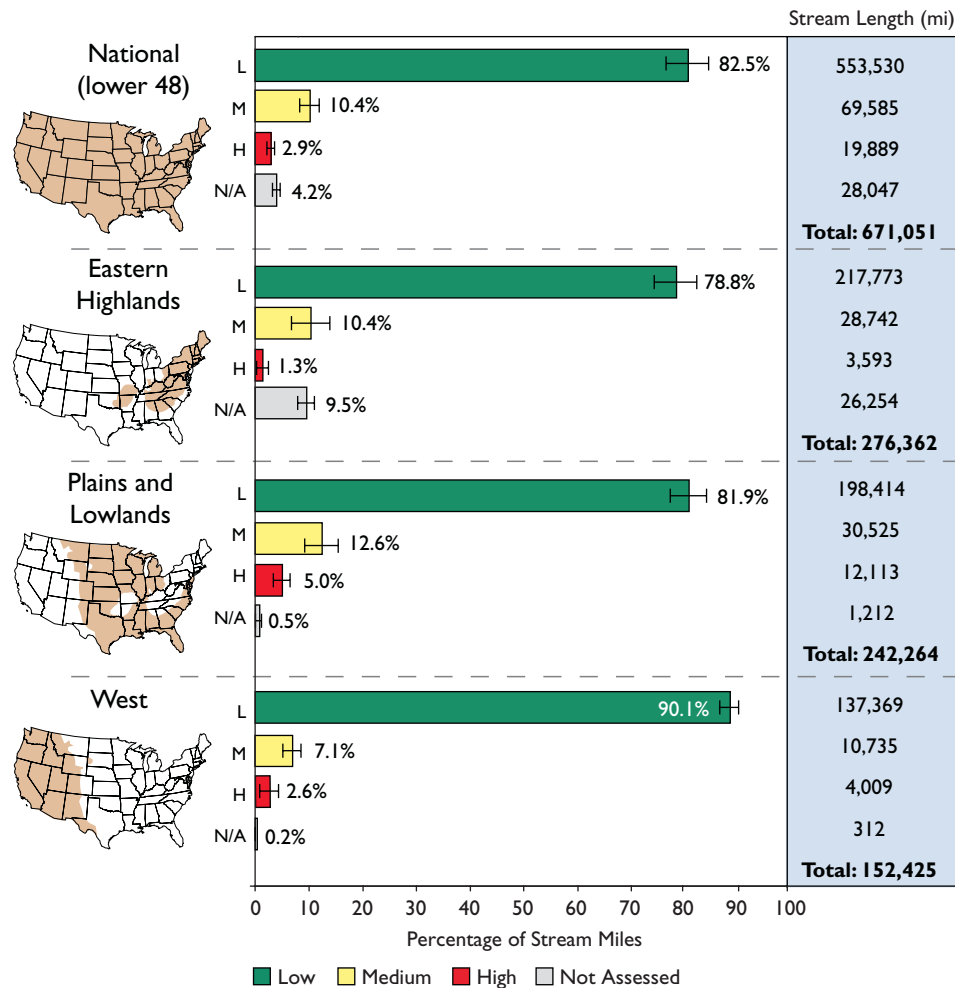 Stream Length (mi)
National
(lower 48)
L 82.5% 553,530
M 10.4% 69,585
H 2.9% 19,889
N/A 4.2% 28,047
Total: 671,051
Eastern
Highlands
L 78.8% 217,773
M 10.4% 28,742
H 1.3% 3,593
N/A 9.5% 26,254
Total: 276,362
Plains and
Lowlands
L 81.9% 198,414
M 12.6% 30,525
H 5.0% 12,113
N/A 0.5% 1,212
Total: 242,264
West
L 90.1% 137,369
M 7.1% 10,735
H 2.6% 4,009
N/A 0.2% 312
Total: 152,425
0 10 20 30 40 50 60 70 80 90 100
Percentage of Stream Miles
Low Medium High Not Assessed